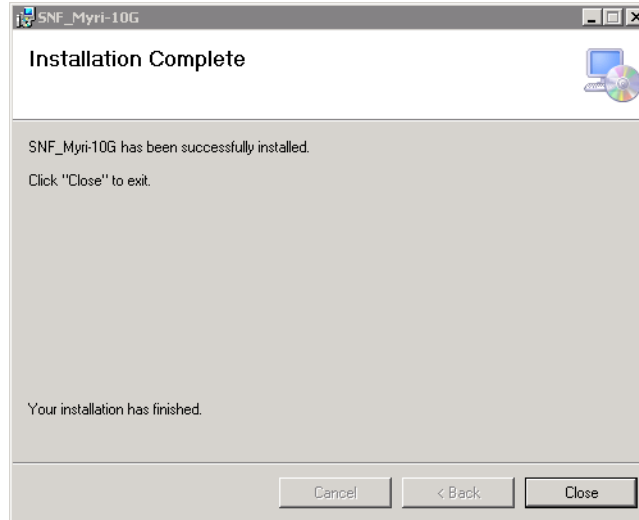 SNF_Myri-10G
Installation Complete
SNF_Myri-10G has been successfully installed.
Click "Close" to exit.
Your installation has finished.
Cancel
< Back
Close